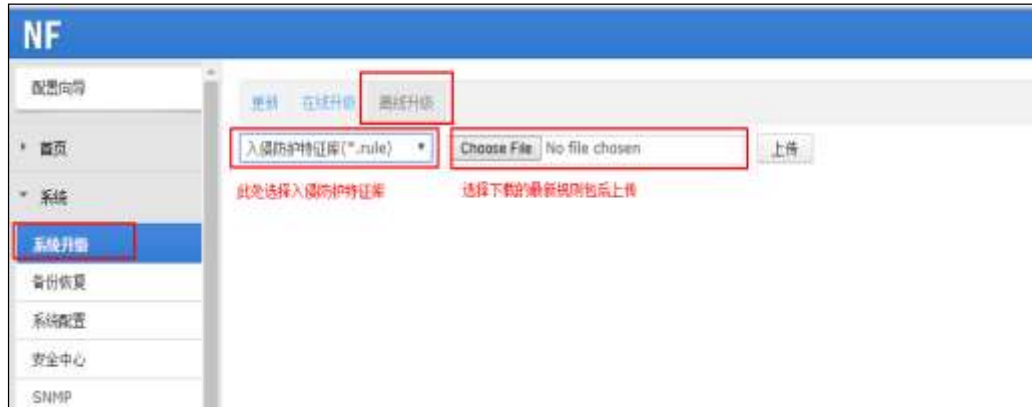 NF
配置向导
首页
系统
系统升级
备份恢复
系统配置
安全中心
SNMP
更新 在线升级 离线升级
入侵防护特征库(*.rule) Choose File No file chosen 上传
此处选择入侵防护特征库 选择下载的最新规则包后上传